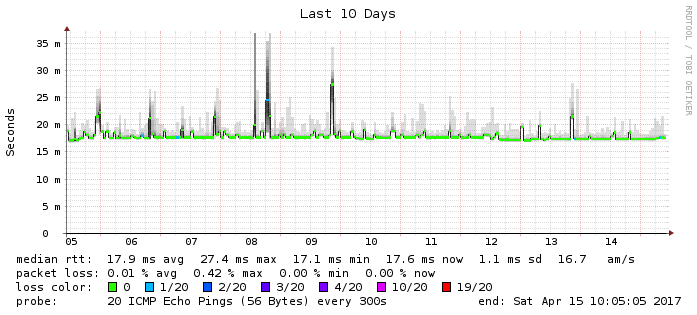 Last 10 Days
RRDTOOL / TOBI OETIKER
Seconds
35 m
30 m
25 m
20 m
15 m
10 m
5 m
0
05 06 07 08 09 10 11 12 13 14
median rtt: 17.9 ms avg 27.4 ms max 17.1 ms min 17.6 ms now 1.1 ms sd 16.7 am/s
packet loss: 0.01 % avg 0.42 % max 0.00 % min 0.00 % now
loss color: 0 1/20 2/20 3/20 4/20 10/20 19/20
probe: 20 ICMP Echo Pings (56 Bytes) every 300s end: Sat Apr 15 10:05:05 2017